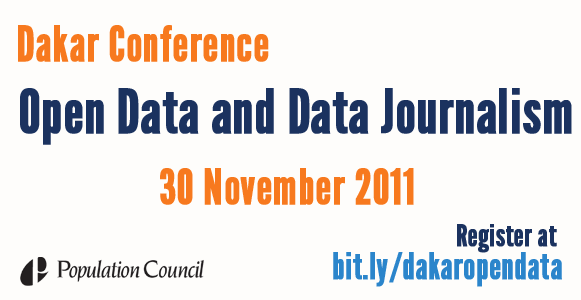 Dakar Conference
Open Data and Data Journalism
30 November 2011
Register at
bit.ly/dakaropendata
Population Council